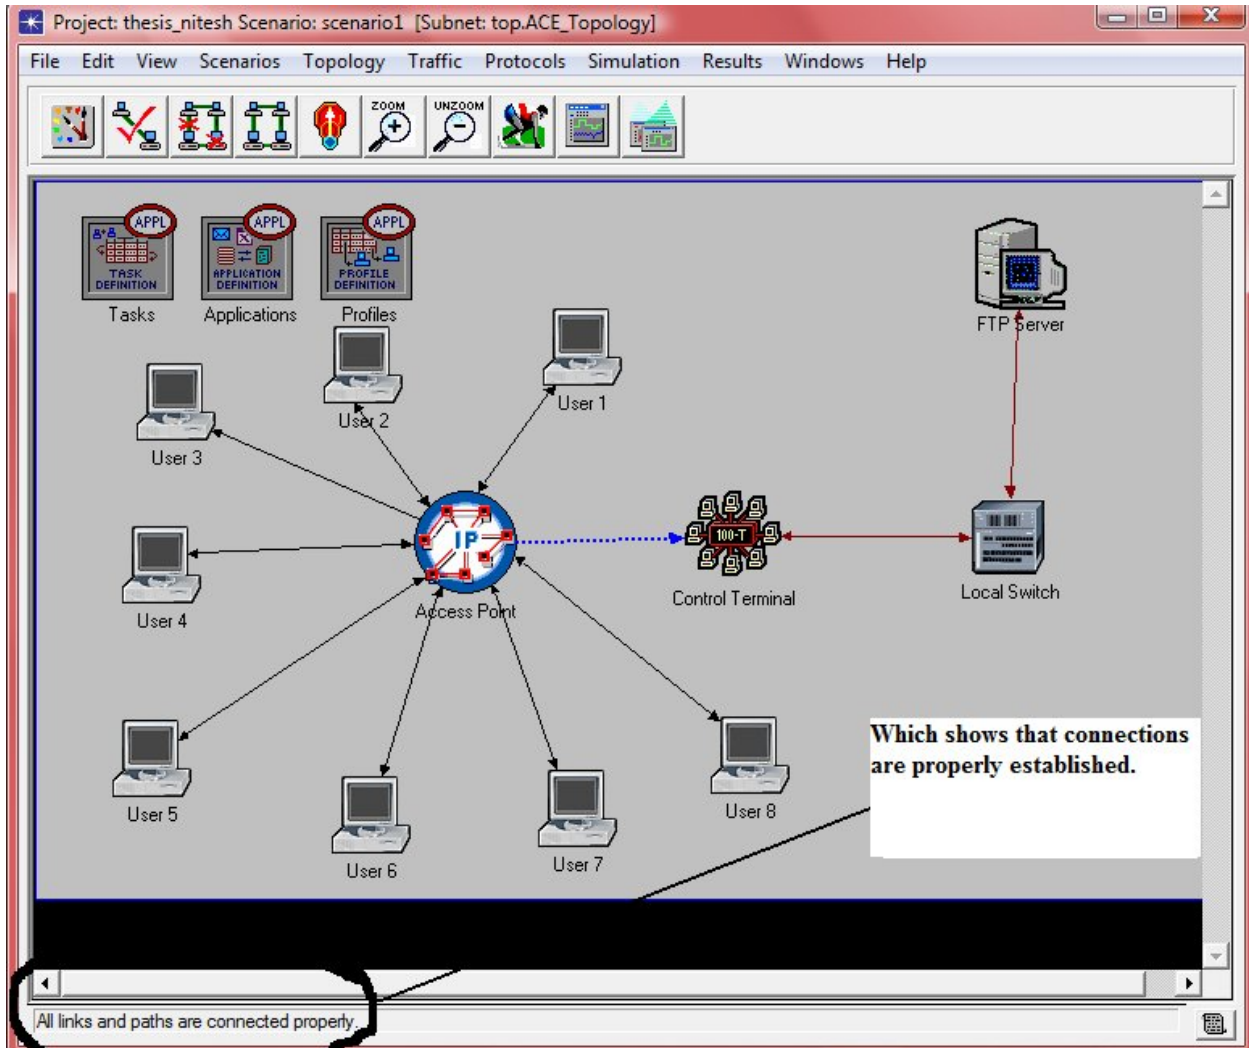 Project: thesis_nitesh Scenario: scenario1 [Subnet: top.ACE_Topology]
File Edit View Scenarios Topology Traffic Protocols Simulation Results Windows Help
ZOOM UNZOOM
APPL APPL APPL
TASK DEFINITION
APPLICATION DEFINITION
PROFILE DEFINITION
Tasks Applications Profiles
FTP Server
User 1
User 2
User 3
IP
100-T
Access Point
Control Terminal
Local Switch
User 4
Which shows that connections
are properly established.
User 5
User 8
User 6
User 7
All links and paths are connected properly.